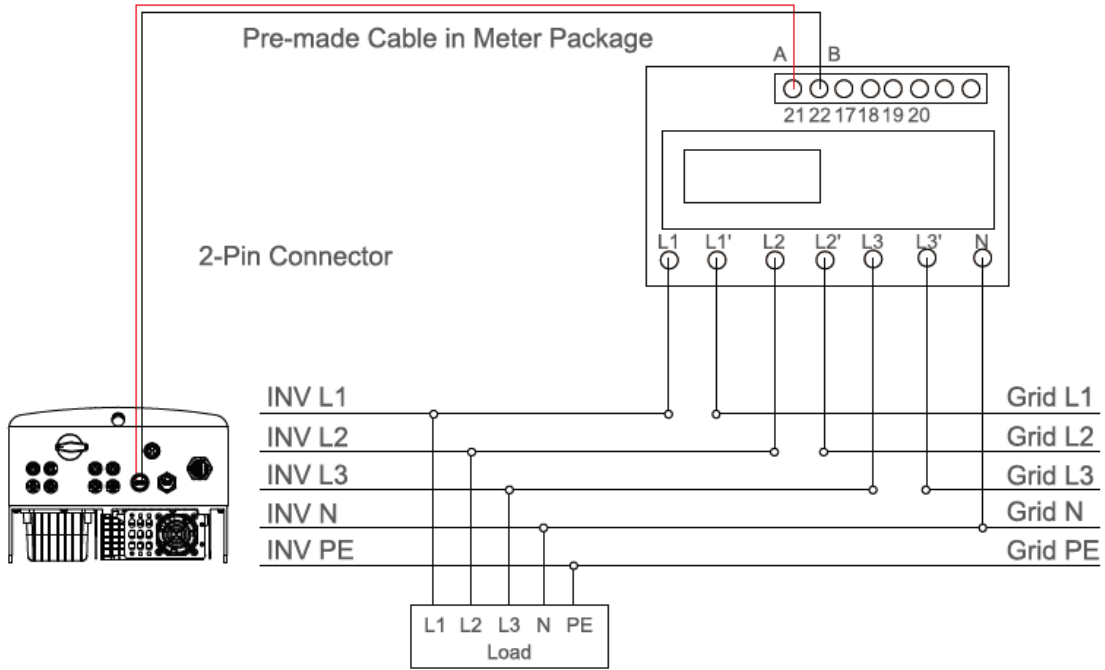 Pre-made Cable in Meter Package
A B
21 22 17 18 19 20
L1 L1' L2 L2' L3 L3' N
2-Pin Connector
INV L1 Grid L1
INV L2 Grid L2
INV L3 Grid L3
INV N Grid N
INV PE Grid PE
L1 L2 L3 N PE
Load